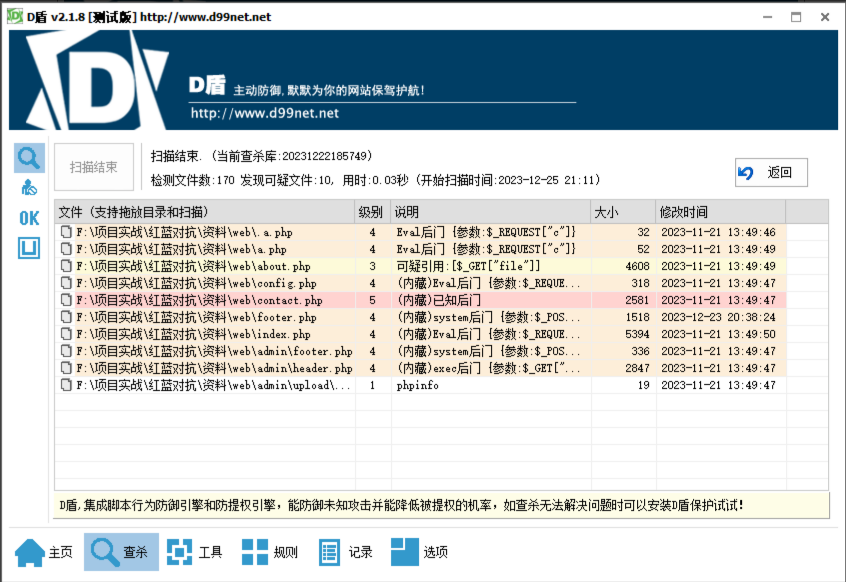 D盾 v2.1.8 [测试版] http://www.d99net.net
D盾 主动防御,默默为你的网站保驾护航!
http://www.d99net.net
扫描结束
扫描结束. (当前查杀库:20231222185749)
检测文件数:170 发现可疑文件:10, 用时:0.03秒 (开始扫描时间:2023-12-25 21:11)
返回
OK
文件 (支持拖放目录和扫描) 级别 说明 大小 修改时间
F:\项目实战\红蓝对抗\资料\web\.a.php 4 Eval后门 {参数:$_REQUEST["c"]} 32 2023-11-21 13:49:46
F:\项目实战\红蓝对抗\资料\web\a.php 4 Eval后门 {参数:$_REQUEST["c"]} 52 2023-11-21 13:49:49
F:\项目实战\红蓝对抗\资料\web\about.php 3 可疑引用:[$_GET["file"]] 4608 2023-11-21 13:49:49
F:\项目实战\红蓝对抗\资料\web\config.php 4 (内藏)Eval后门 {参数:$_REQUE... 318 2023-11-21 13:49:47
F:\项目实战\红蓝对抗\资料\web\contact.php 5 (内藏)已知后门 2581 2023-11-21 13:49:47
F:\项目实战\红蓝对抗\资料\web\footer.php 4 (内藏)system后门 {参数:$_POS... 1518 2023-12-23 20:38:24
F:\项目实战\红蓝对抗\资料\web\index.php 4 (内藏)Eval后门 {参数:$_REQUE... 5394 2023-11-21 13:49:50
F:\项目实战\红蓝对抗\资料\web\admin\footer.php 4 (内藏)system后门 {参数:$_POS... 336 2023-11-21 13:49:47
F:\项目实战\红蓝对抗\资料\web\admin\header.php 4 (内藏)exec后门 {参数:$_GET["... 2847 2023-11-21 13:49:47
F:\项目实战\红蓝对抗\资料\web\admin\upload\... 1 phpinfo 19 2023-11-21 13:49:47
D盾,集成脚本行为防御引擎和防提权引擎，能防御未知攻击并能降低被提权的机率，如查杀无法解决问题时可以安装D盾保护试试!
主页 查杀 工具 规则 记录 选项